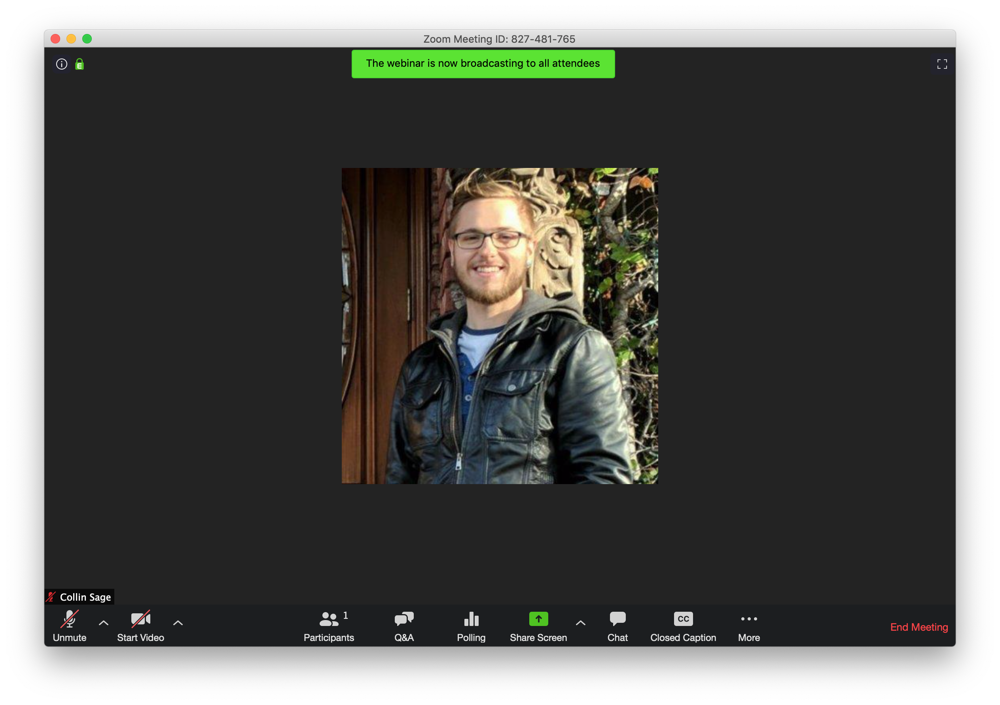 Zoom Meeting ID: 827-481-765
The webinar is now broadcasting to all attendees
Collin Sage
1
Unmute
Start Video
Participants
Q&A
Polling
Share Screen
Chat
CC
Closed Caption
More
End Meeting